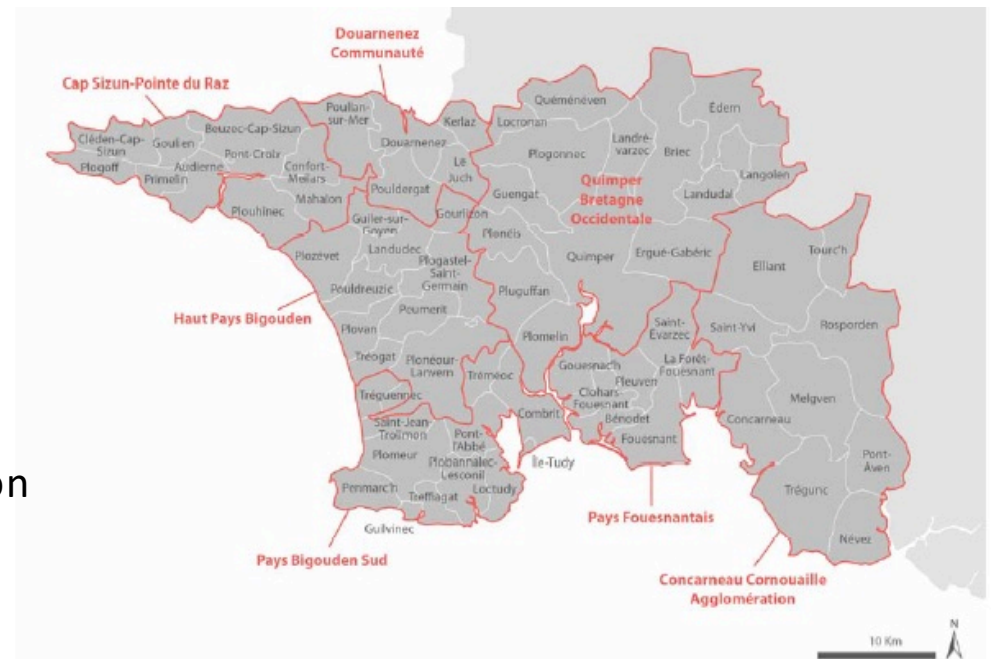 Douarnenez
Communauté
Cap Sizun-Pointe du Raz
Poullan-
sur-Mer
Kerlaz
Quéménéven
Locronan
Édern
Cléden-Cap-
Sizun
Goulien
Beuzec-Cap-Sizun
Douarnenez
Landré-
varzec
Briec
Plogonnec
Plogoff
Audierne
Pont-Croix
Confort-
Meilars
Le
Juch
Langolen
Primelin
Mahalon
Pouldergat
Guengat
Quimper
Bretagne
Occidentale
Landudal
Plouhinec
Guiler-sur-
Goyen
Gourlizon
Plonéis
Plozévet
Landudec
Plogastel-
Saint-
Germain
Quimper
Ergué-Gabéric
Elliant
Tourc'h
Pouldreuzic
Pluguffan
Haut Pays Bigouden
Peumerit
Plovan
Plomelin
Saint-
Évarzec
Saint-Yvi
Rosporden
Tréogat
Plonéour-
Lanvern
Tréméoc
Gouesnac'h
La Forêt-
Fouesnant
Pleuven
Tréguennec
Clohars-
Fouesnant
Melgven
Combrit
Bénodet
Concarneau
Saint-Jean-
Trolimon
Pont-
l'Abbé
Fouesnant
Plomeur
Plobannalec-
Lesconil
Île-Tudy
Pont-
Aven
on
Penmarc'h
Treffiagat
Loctudy
Trégunc
Pays Fouesnantais
Guilvinec
Névez
Pays Bigouden Sud
Concarneau Cornouaille
Agglomération
N
10 Km